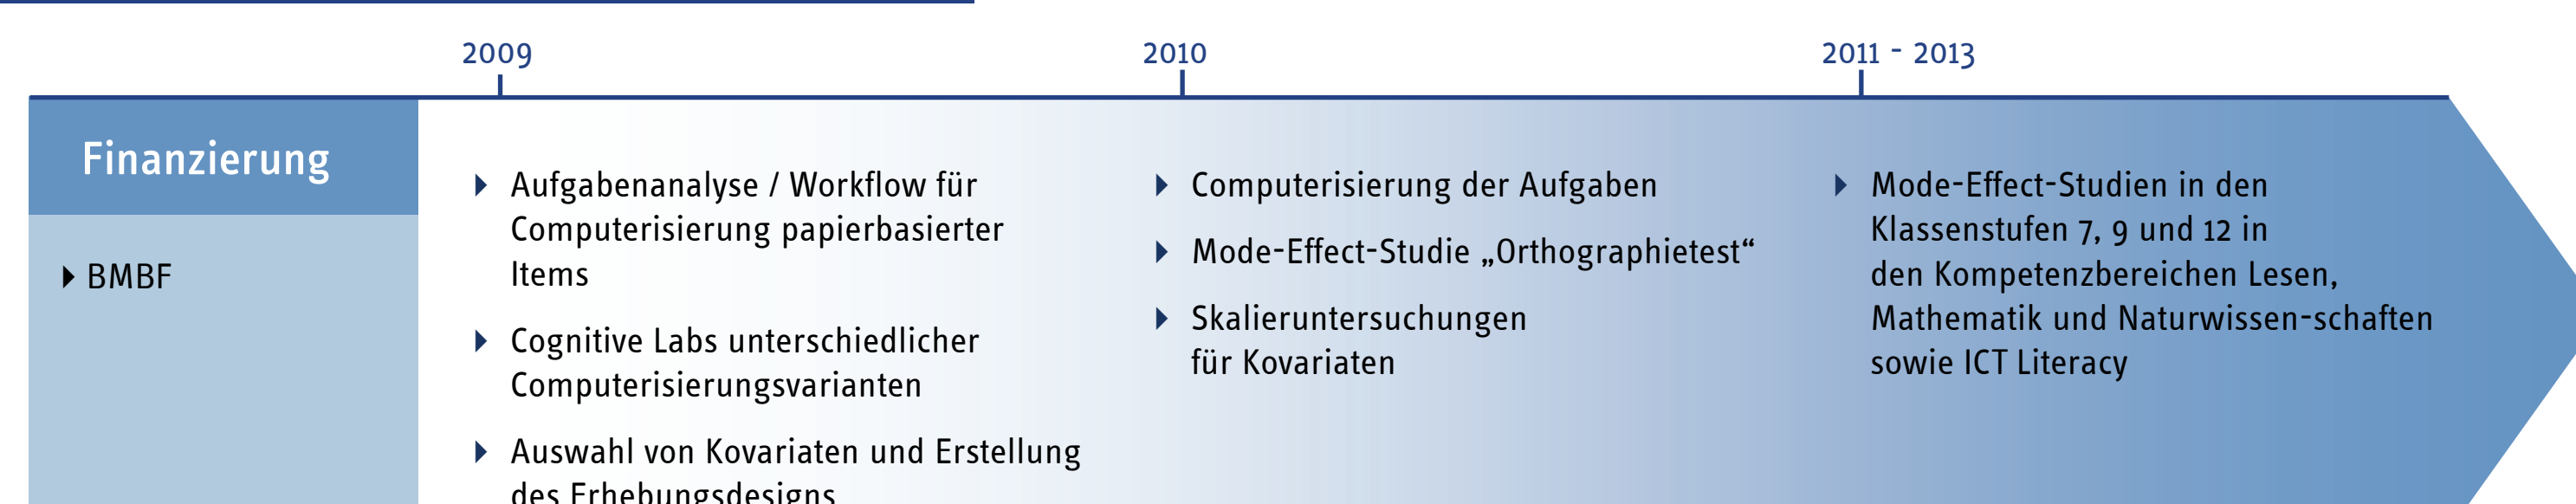 2009
2010
2011 - 2013
Finanzierung
▸ BMBF
▸ Aufgabenanalyse / Workflow für
Computerisierung papierbasierter
Items
▸ Cognitive Labs unterschiedlicher
Computerisierungsvarianten
▸ Auswahl von Kovariaten und Erstellung
des Erhebungsdesigns
▸ Computerisierung der Aufgaben
▸ Mode-Effect-Studie „Orthographietest“
▸ Skalieruntersuchungen
für Kovariaten
▸ Mode-Effect-Studien in den
Klassenstufen 7, 9 und 12 in
den Kompetenzbereichen Lesen,
Mathematik und Naturwissen-schaften
sowie ICT Literacy